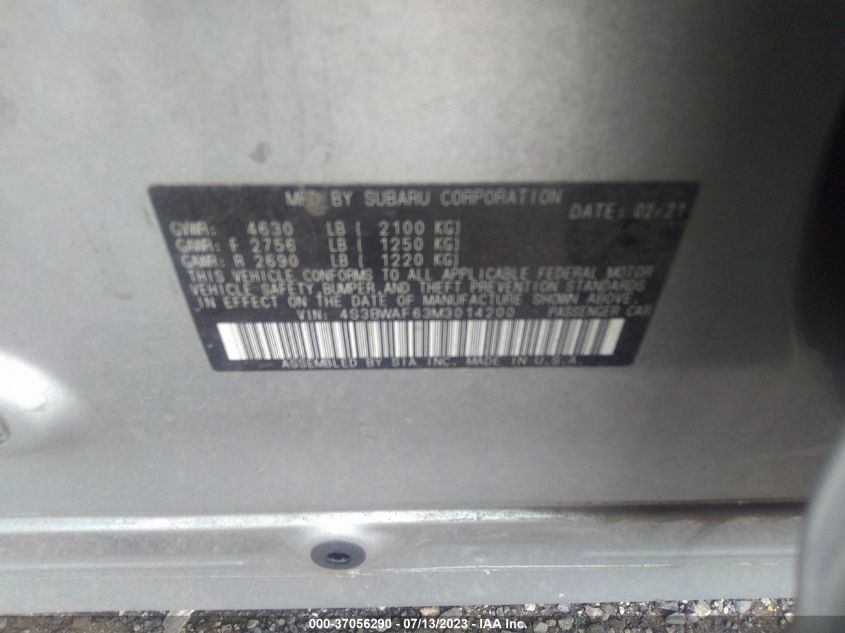 MFD BY SUBARU CORPORATION
DATE: 02/21
GVWR: 4630 LB ( 2100 KG)
GAWR: F 2756 LB ( 1250 KG)
GAWR: R 2690 LB ( 1220 KG)
THIS VEHICLE CONFORMS TO ALL APPLICABLE FEDERAL MOTOR
VEHICLE SAFETY BUMPER, AND THEFT PREVENTION STANDARDS
IN EFFECT ON THE DATE OF MANUFACTURE SHOWN ABOVE.
VIN: 4S3BWAF63M3014200 PASSENGER CAR
ASSEMBLED BY SIA INC. MADE IN U.S.A.
000-37056290 - 07/13/2023 - IAA Inc.